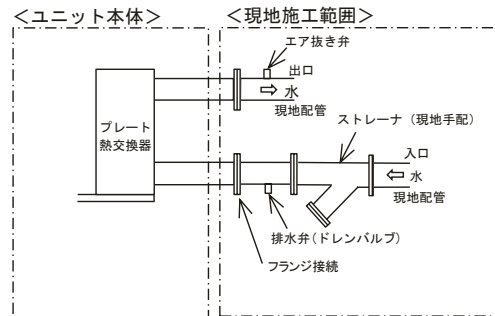 ＜ユニット本体＞
＜現地施工範囲＞
エア抜き弁
出口
水
現地配管
プレート
熱交換器
ストレーナ（現地手配）
入口
水
現地配管
排水弁（ドレンバルブ）
フランジ接続